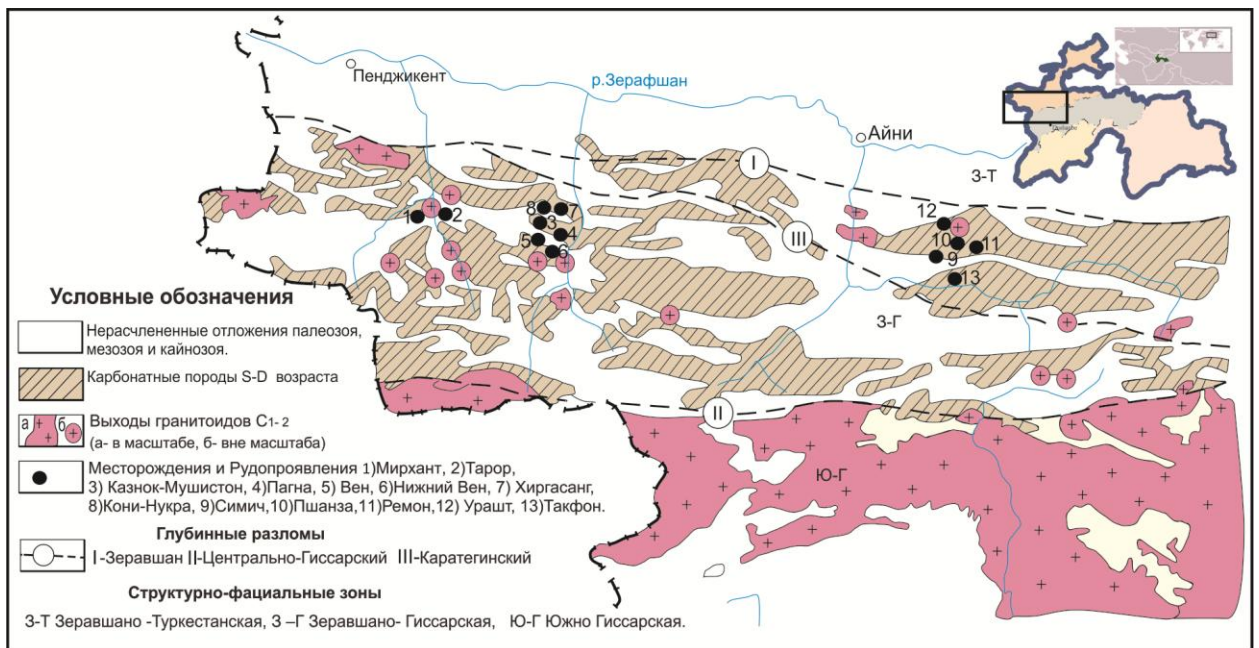 Пенджикент
р.Зерафшан
Айни
З-Т
I
III
8 7
1 2
3
4
5
6
12
10 11
9
13
З-Г
II
Ю-Г
Условные обозначения
Нерасчлененные отложения палеозоя,
мезозоя и кайнозоя.
Карбонатные породы S-D возраста
а б Выходы гранитоидов C1-2
(а- в масштабе, б- вне масштаба)
Месторождения и Рудопроявления 1)Мирхант, 2)Тарор,
3) Казнок-Мушистон, 4)Пагна, 5) Вен, 6)Нижний Вен, 7) Хиргасанг,
8)Кони-Нукра, 9)Симич,10)Пшанза,11)Ремон,12) Урашт, 13)Такфон.
Глубинные разломы
I-Зеравшан II-Центрально-Гиссарский III-Каратегинский
Структурно-фациальные зоны
З-Т Зеравшано -Туркестанская, З –Г Зеравшано- Гиссарская, Ю-Г Южно Гиссарская.